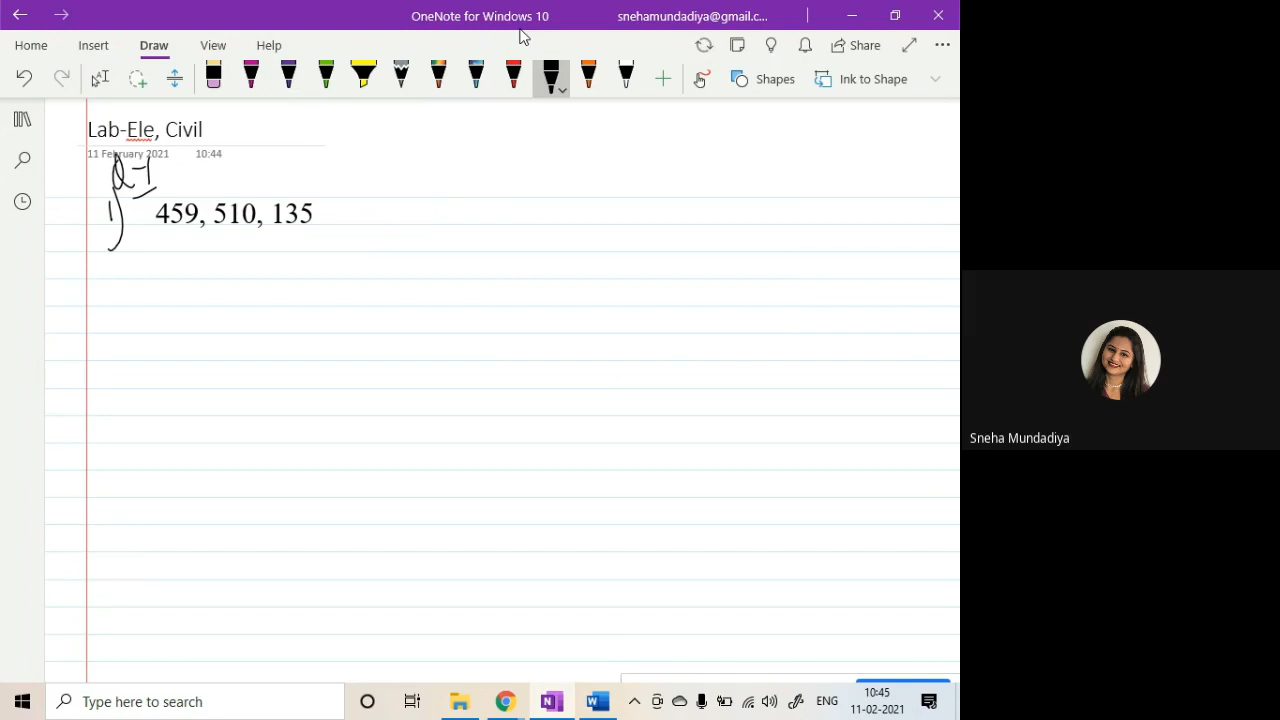 OneNote for Windows 10
snehamundadiya@gmail.c...
Home Insert Draw View Help
Share
Shapes
Ink to Shape
Lab-Ele, Civil
11 February 2021 10:44
Q-1
1) 459, 510, 135
Sneha Mundadiya
Type here to search
ENG
10:45
11-02-2021